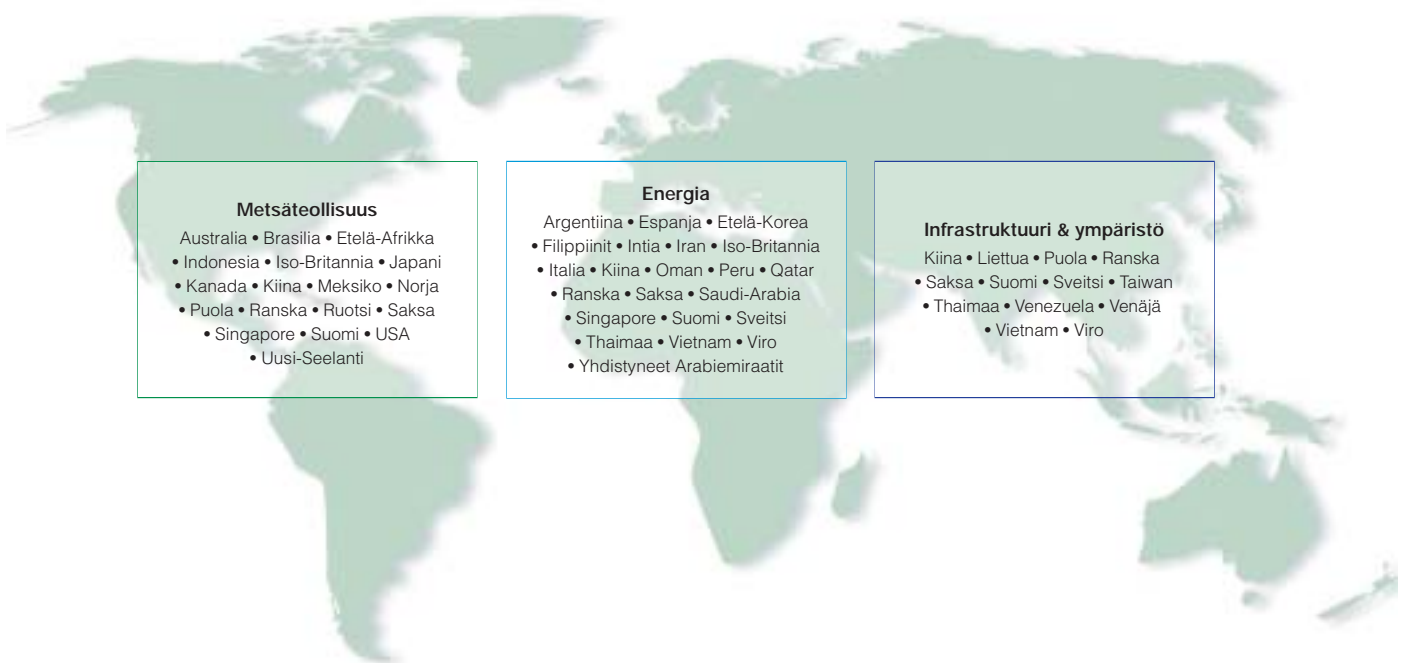 Metsäteollisuus
Australia • Brasilia • Etelä-Afrikka
• Indonesia • Iso-Britannia • Japani
• Kanada • Kiina • Meksiko • Norja
• Puola • Ranska • Ruotsi • Saksa
• Singapore • Suomi • USA
• Uusi-Seelanti
Energia
Argentiina • Espanja • Etelä-Korea
• Filippiinit • Intia • Iran • Iso-Britannia
• Italia • Kiina • Oman • Peru • Qatar
• Ranska • Saksa • Saudi-Arabia
• Singapore • Suomi • Sveitsi
• Thaimaa • Vietnam • Viro
• Yhdistyneet Arabiemiraatit
Infrastruktuuri & ympäristö
Kiina • Liettua • Puola • Ranska
• Saksa • Suomi • Sveitsi • Taiwan
• Thaimaa • Venezuela • Venäjä
• Vietnam • Viro